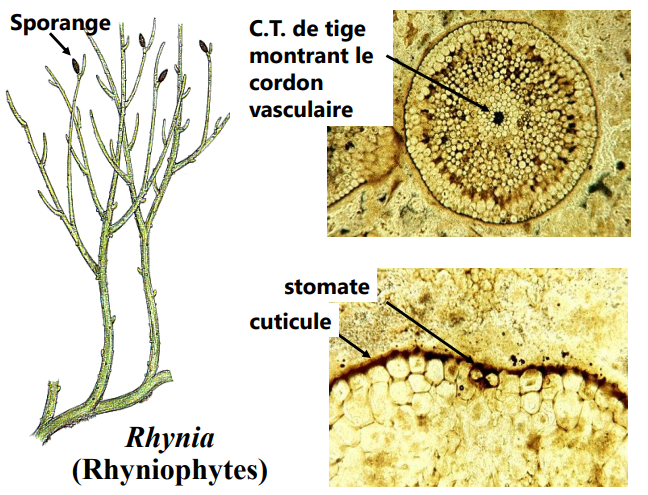 Sporange
C.T. de tige
montrant le
cordon
vasculaire
stomate
cuticule
Rhynia
(Rhyniophytes)